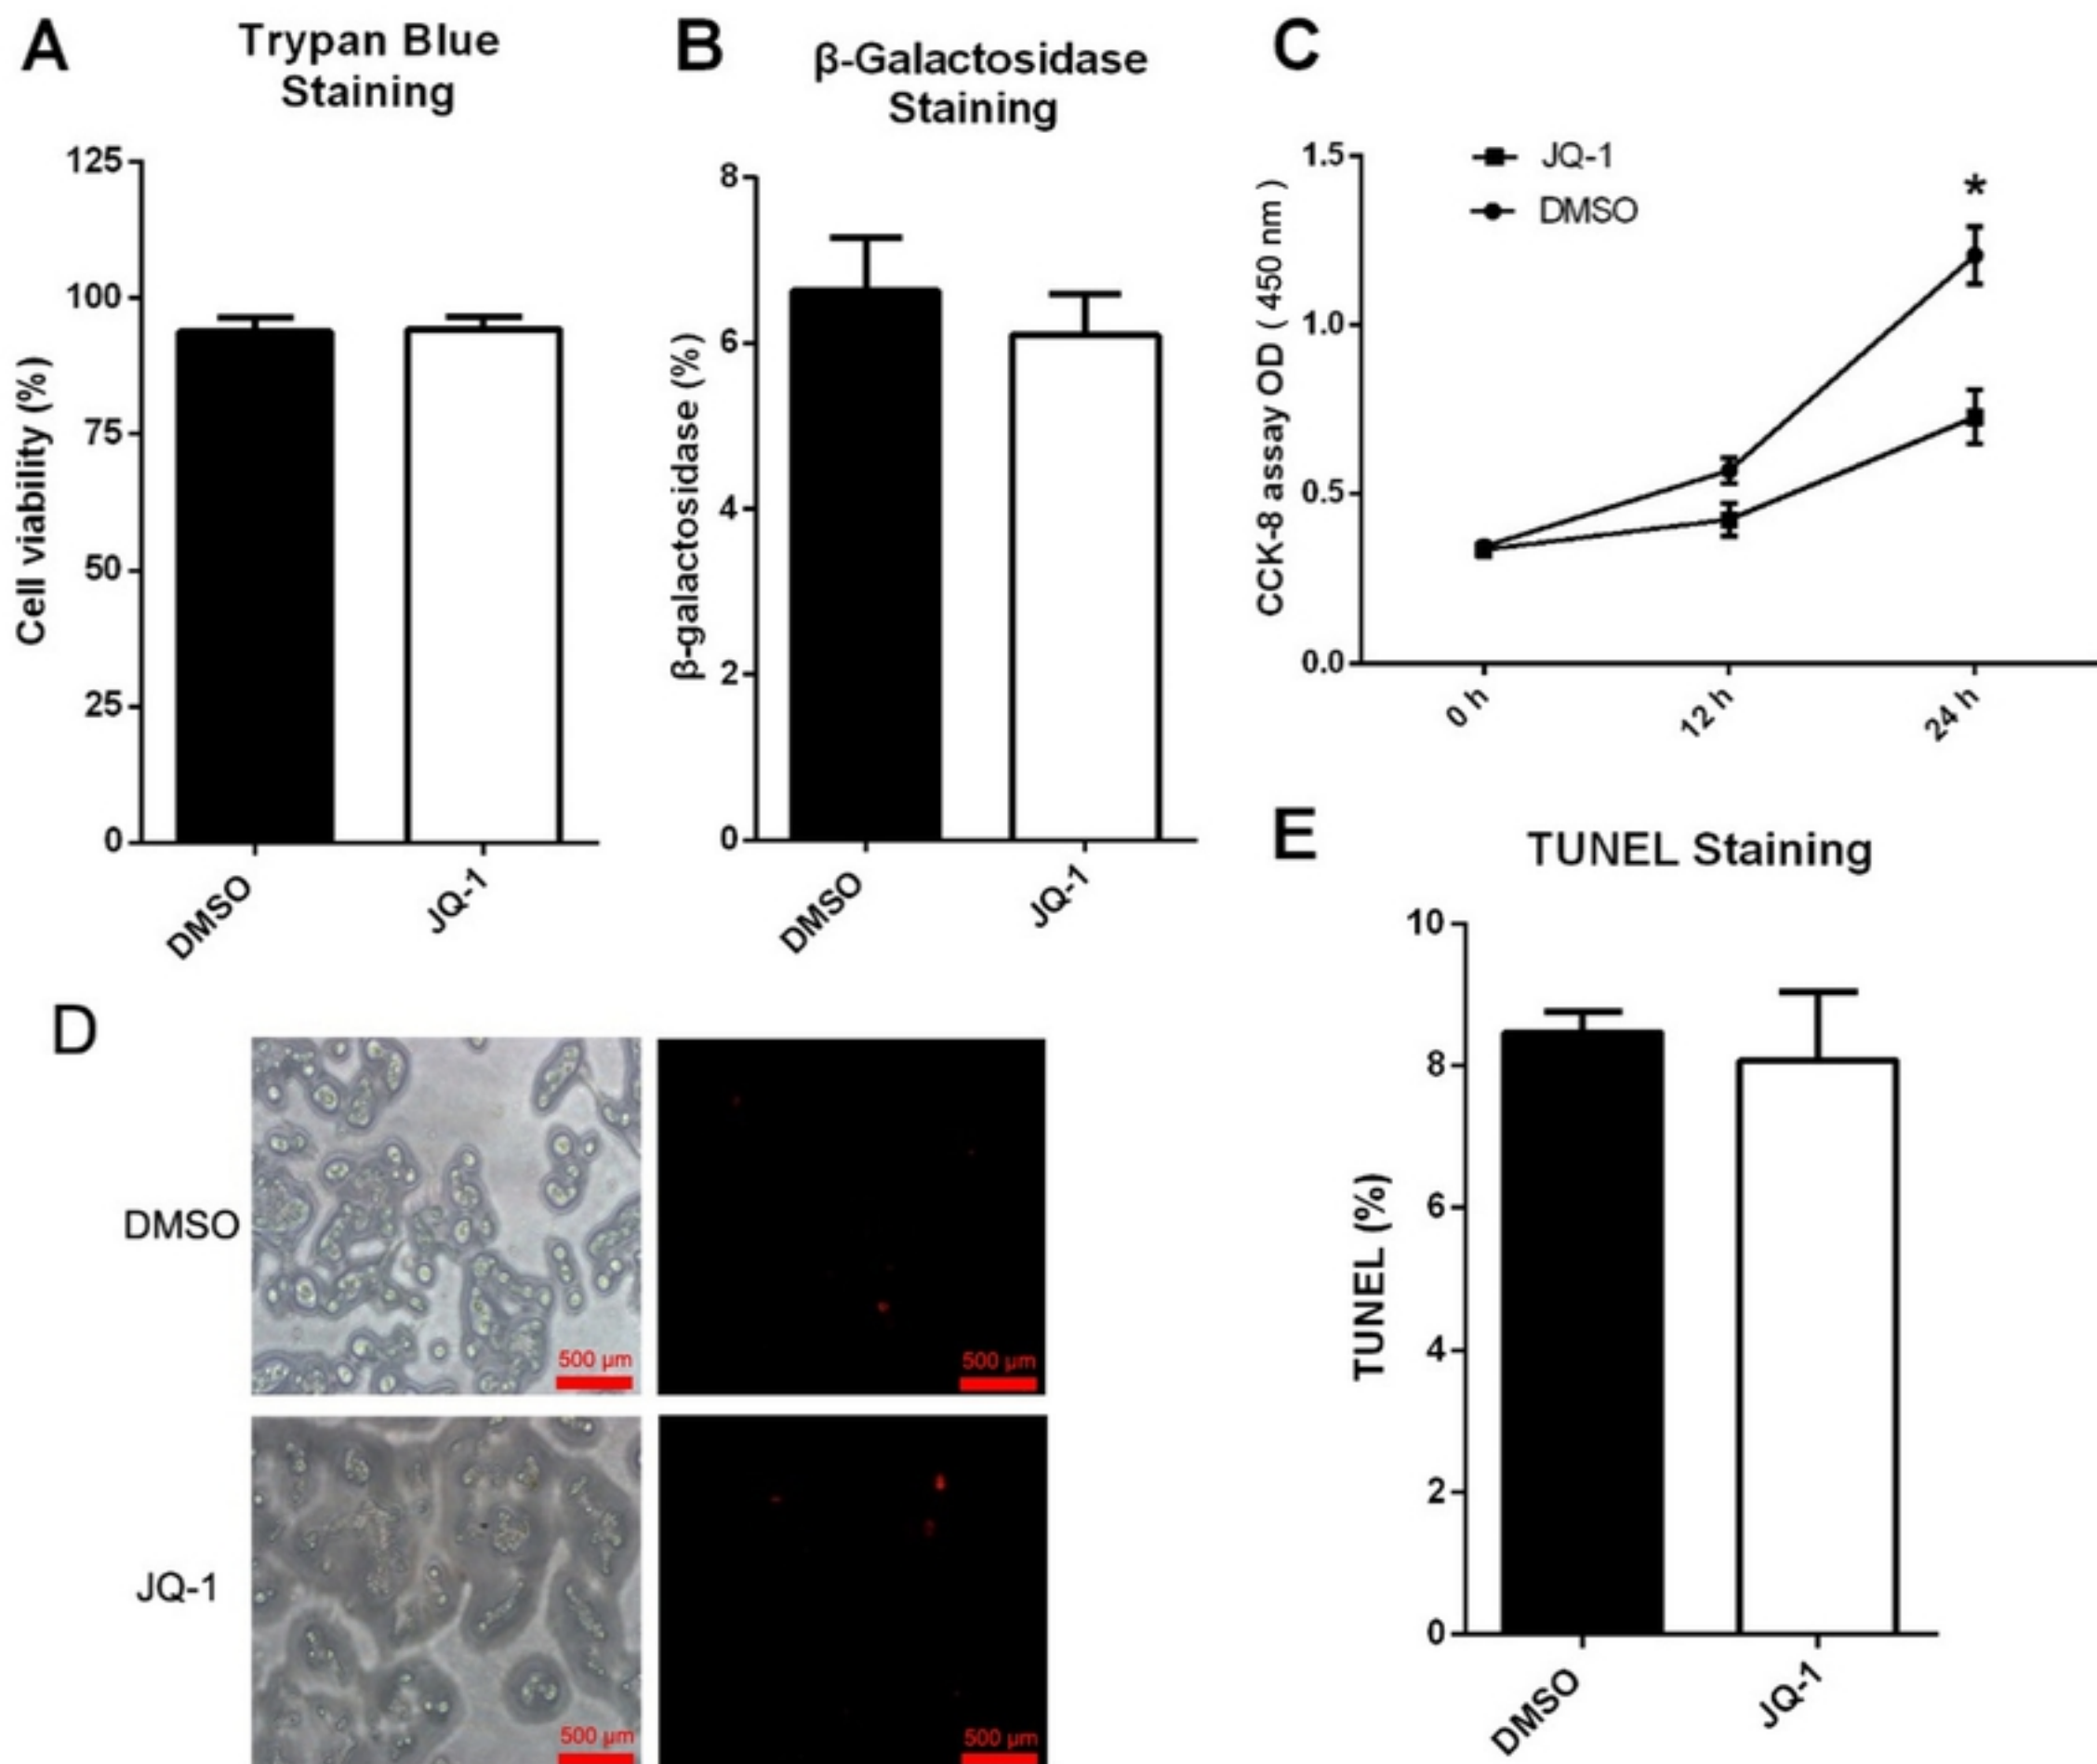 A
Trypan Blue
Staining
125
100
75
50
25
0
Cell viability (%)
DMSO
JQ-1
B
β-Galactosidase
Staining
8
6
4
2
0
β-galactosidase (%)
DMSO
JQ-1
C
JQ-1
DMSO
*
1.5
1.0
0.5
0.0
CCK-8 assay OD ( 450 nm )
0 h
12 h
24 h
D
DMSO
500 µm
500 µm
JQ-1
500 µm
500 µm
E
TUNEL Staining
10
8
6
4
2
0
TUNEL (%)
DMSO
JQ-1